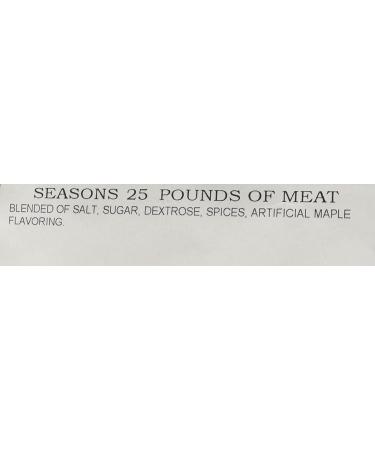 SEASONS 25 POUNDS OF MEAT
BLENDED OF SALT, SUGAR, DEXTROSE, SPICES, ARTIFICIAL MAPLE
FLAVORING.